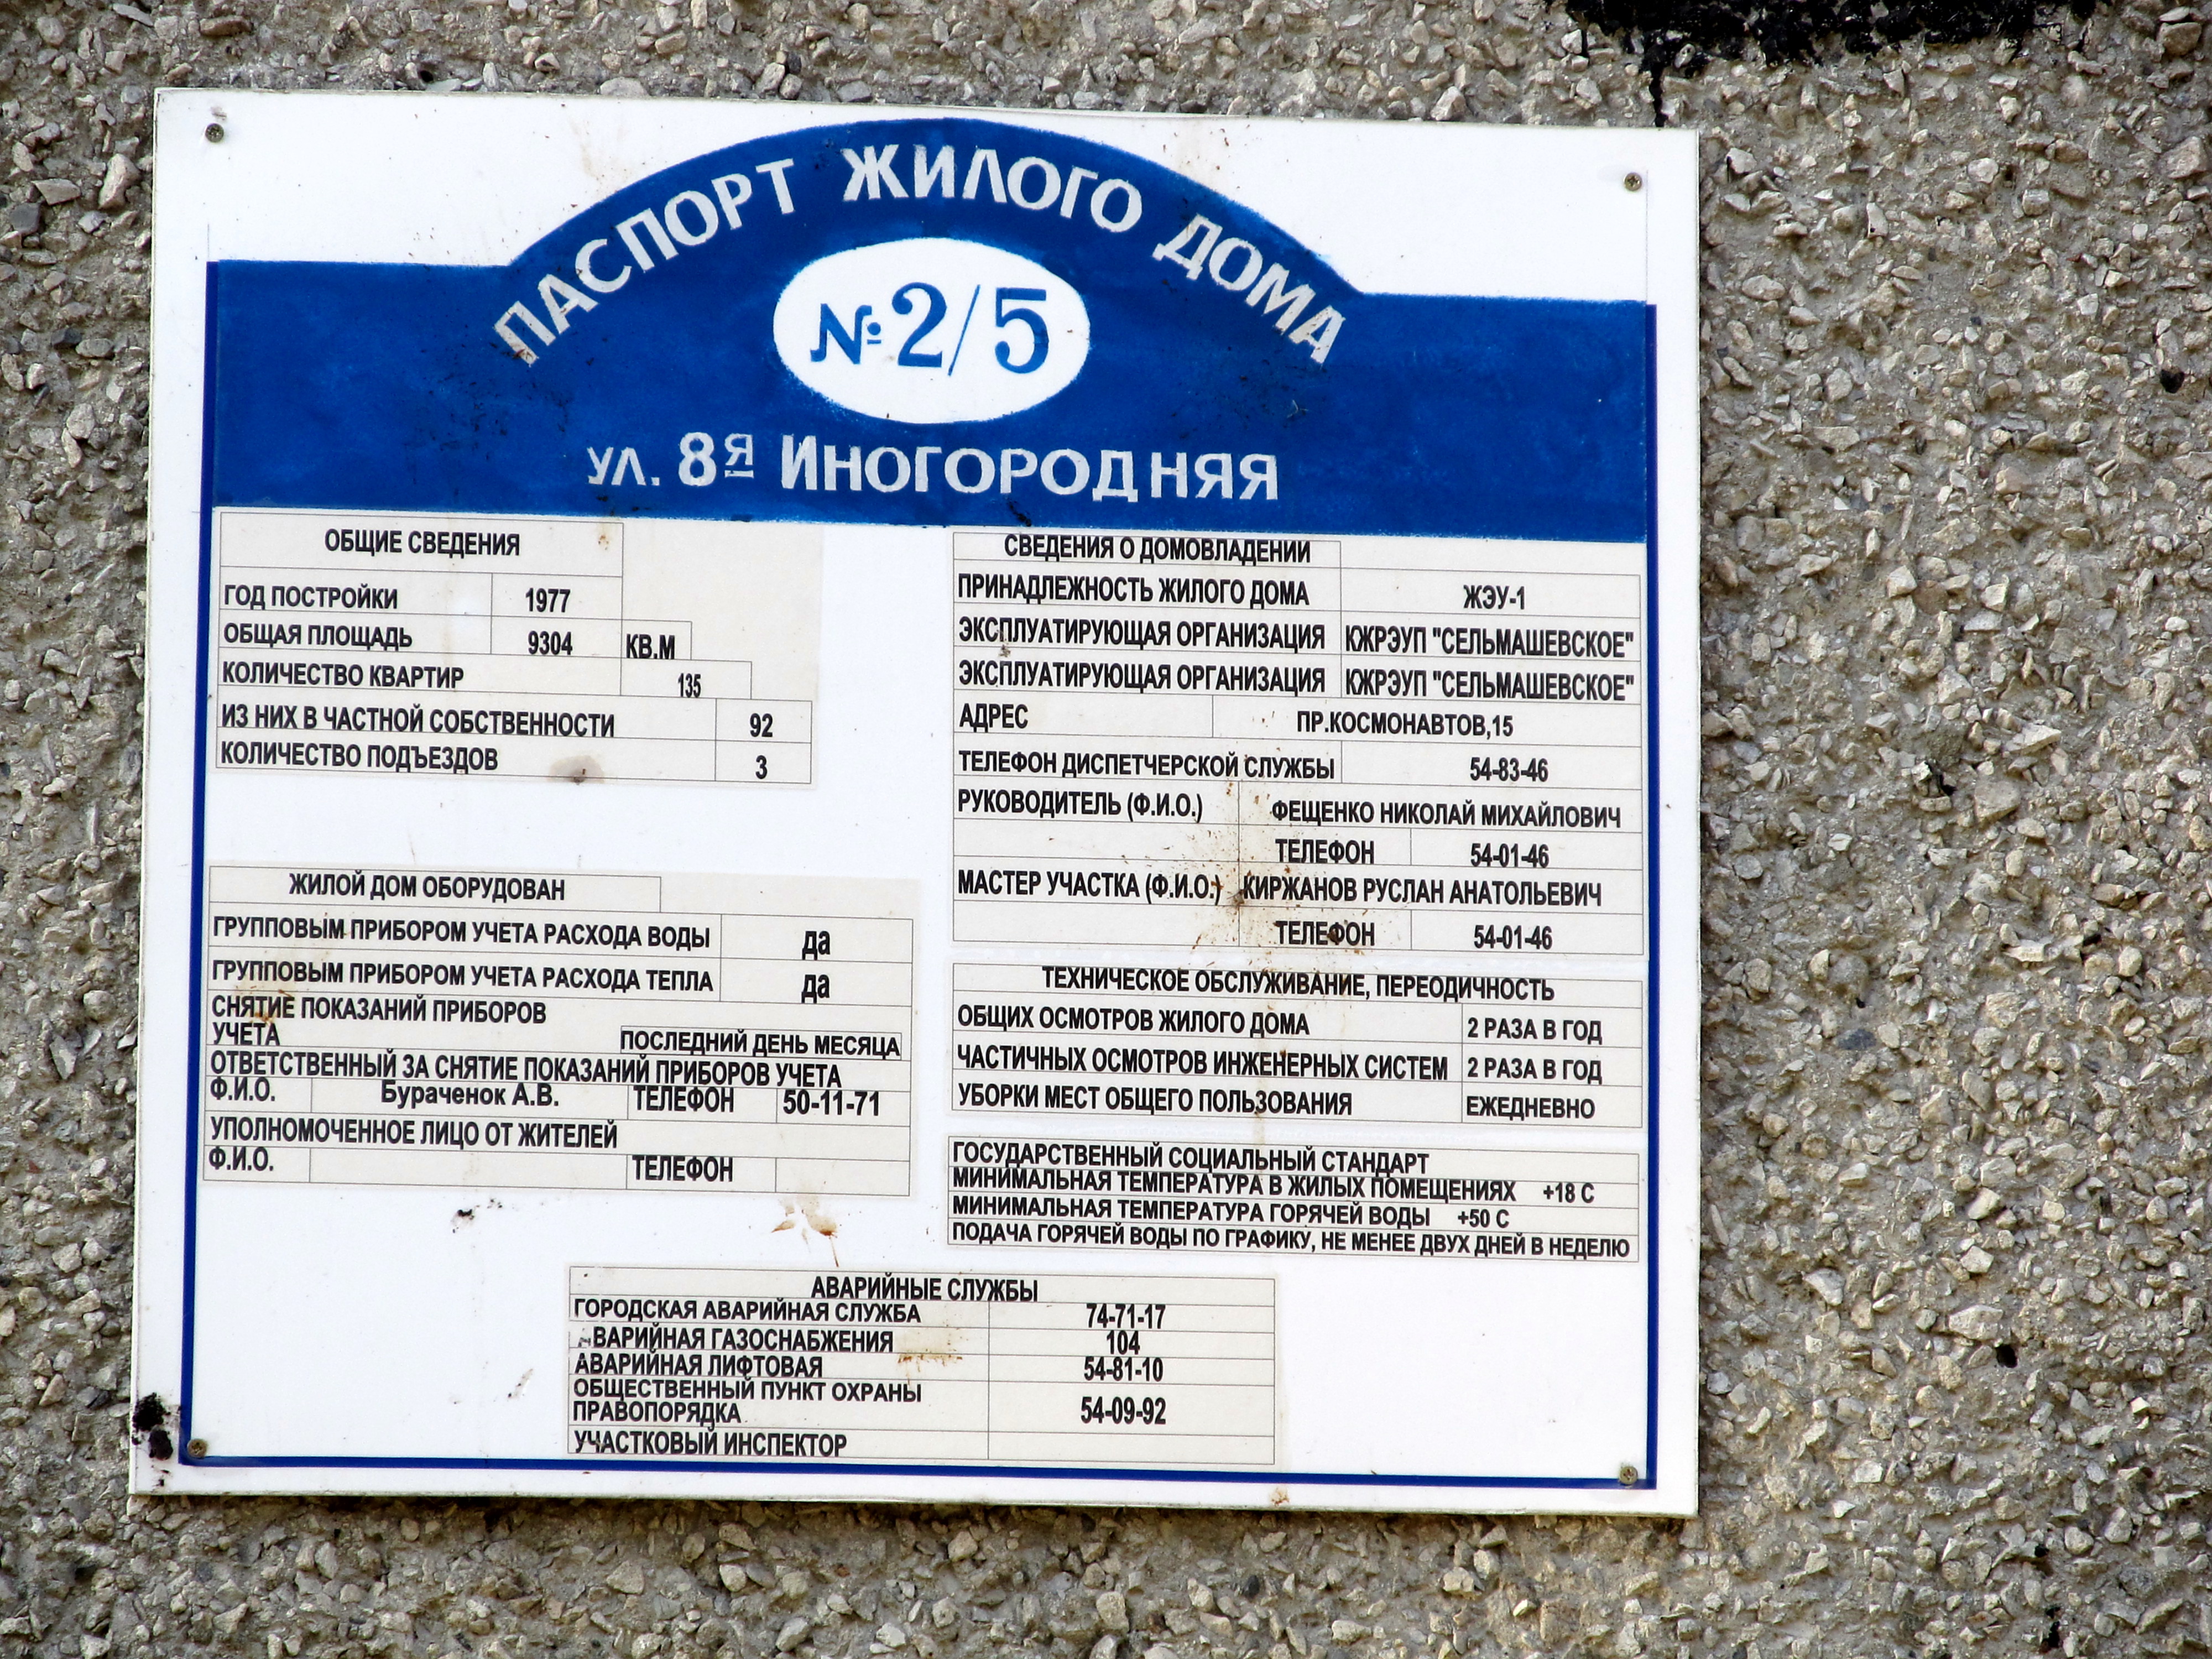 ПАСПОРТ ЖИЛОГО ДОМА
№ 2/5
УЛ. 8Я ИНОГОРОДНЯЯ
ОБЩИЕ СВЕДЕНИЯ
ГОД ПОСТРОЙКИ 1977
ОБЩАЯ ПЛОЩАДЬ 9304 КВ.М
КОЛИЧЕСТВО КВАРТИР 135
ИЗ НИХ В ЧАСТНОЙ СОБСТВЕННОСТИ 92
КОЛИЧЕСТВО ПОДЪЕЗДОВ 3
ЖИЛОЙ ДОМ ОБОРУДОВАН
ГРУППОВЫМ ПРИБОРОМ УЧЕТА РАСХОДА ВОДЫ да
ГРУППОВЫМ ПРИБОРОМ УЧЕТА РАСХОДА ТЕПЛА да
СНЯТИЕ ПОКАЗАНИЙ ПРИБОРОВ
УЧЕТА ПОСЛЕДНИЙ ДЕНЬ МЕСЯЦА
ОТВЕТСТВЕННЫЙ ЗА СНЯТИЕ ПОКАЗАНИЙ ПРИБОРОВ УЧЕТА
Ф.И.О. Бураченок А.В. ТЕЛЕФОН 50-11-71
УПОЛНОМОЧЕННОЕ ЛИЦО ОТ ЖИТЕЛЕЙ
Ф.И.О. ТЕЛЕФОН
СВЕДЕНИЯ О ДОМОВЛАДЕНИИ
ПРИНАДЛЕЖНОСТЬ ЖИЛОГО ДОМА ЖЭУ-1
ЭКСПЛУАТИРУЮЩАЯ ОРГАНИЗАЦИЯ КЖРЭУП "СЕЛЬМАШЕВСКОЕ"
ЭКСПЛУАТИРУЮЩАЯ ОРГАНИЗАЦИЯ КЖРЭУП "СЕЛЬМАШЕВСКОЕ"
АДРЕС ПР.КОСМОНАВТОВ,15
ТЕЛЕФОН ДИСПЕТЧЕРСКОЙ СЛУЖБЫ 54-83-46
РУКОВОДИТЕЛЬ (Ф.И.О.) ФЕЩЕНКО НИКОЛАЙ МИХАЙЛОВИЧ
ТЕЛЕФОН 54-01-46
МАСТЕР УЧАСТКА (Ф.И.О.) КИРЖАНОВ РУСЛАН АНАТОЛЬЕВИЧ
ТЕЛЕФОН 54-01-46
ТЕХНИЧЕСКОЕ ОБСЛУЖИВАНИЕ, ПЕРЕОДИЧНОСТЬ
ОБЩИХ ОСМОТРОВ ЖИЛОГО ДОМА 2 РАЗА В ГОД
ЧАСТИЧНЫХ ОСМОТРОВ ИНЖЕНЕРНЫХ СИСТЕМ 2 РАЗА В ГОД
УБОРКИ МЕСТ ОБЩЕГО ПОЛЬЗОВАНИЯ ЕЖЕДНЕВНО
ГОСУДАРСТВЕННЫЙ СОЦИАЛЬНЫЙ СТАНДАРТ
МИНИМАЛЬНАЯ ТЕМПЕРАТУРА В ЖИЛЫХ ПОМЕЩЕНИЯХ +18 С
МИНИМАЛЬНАЯ ТЕМПЕРАТУРА ГОРЯЧЕЙ ВОДЫ +50 С
ПОДАЧА ГОРЯЧЕЙ ВОДЫ ПО ГРАФИКУ, НЕ МЕНЕЕ ДВУХ ДНЕЙ В НЕДЕЛЮ
АВАРИЙНЫЕ СЛУЖБЫ
ГОРОДСКАЯ АВАРИЙНАЯ СЛУЖБА 74-71-17
АВАРИЙНАЯ ГАЗОСНАБЖЕНИЯ 104
АВАРИЙНАЯ ЛИФТОВАЯ 54-81-10
ОБЩЕСТВЕННЫЙ ПУНКТ ОХРАНЫ
ПРАВОПОРЯДКА 54-09-92
УЧАСТКОВЫЙ ИНСПЕКТОР